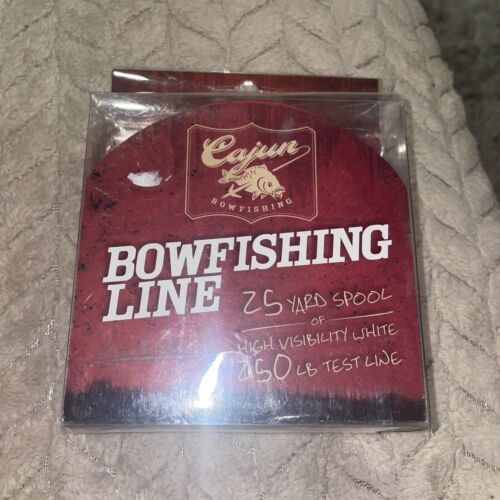 Cajun
BOWFISHING
BOWFISHING
LINE
25 YARD SPOOL
OF
HIGH VISIBILITY WHITE
250 LB TEST LINE